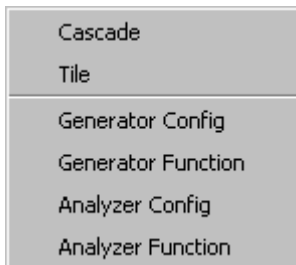 Cascade
Tile
Generator Config
Generator Function
Analyzer Config
Analyzer Function